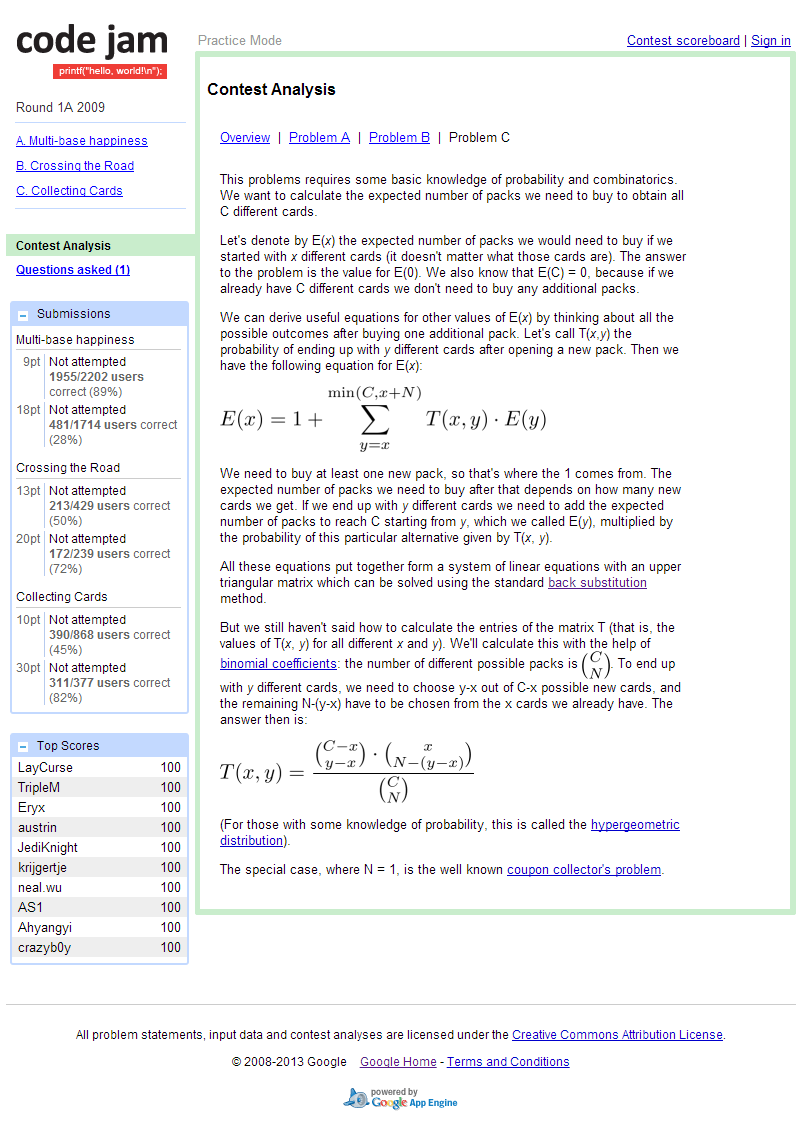 code jam
printf("hello, world!\n");
Practice Mode
Contest scoreboard | Sign in
Round 1A 2009
A. Multi-base happiness
B. Crossing the Road
C. Collecting Cards
Contest Analysis
Questions asked (1)
Submissions
Multi-base happiness
9pt Not attempted
1955/2202 users
correct (89%)
18pt Not attempted
481/1714 users correct
(28%)
Crossing the Road
13pt Not attempted
213/429 users correct
(50%)
20pt Not attempted
172/239 users correct
(72%)
Collecting Cards
10pt Not attempted
390/868 users correct
(45%)
30pt Not attempted
311/377 users correct
(82%)
Top Scores
LayCurse 100
TripleM 100
Eryx 100
austrin 100
JediKnight 100
krijgertje 100
neal.wu 100
AS1 100
Ahyangyi 100
crazyb0y 100
Contest Analysis
Overview | Problem A | Problem B | Problem C
This problems requires some basic knowledge of probability and combinatorics.
We want to calculate the expected number of packs we need to buy to obtain all
C different cards.
Let's denote by E(x) the expected number of packs we would need to buy if we
started with x different cards (it doesn't matter what those cards are). The answer
to the problem is the value for E(0). We also know that E(C) = 0, because if we
already have C different cards we don't need to buy any additional packs.
We can derive useful equations for other values of E(x) by thinking about all the
possible outcomes after buying one additional pack. Let's call T(x,y) the
probability of ending up with y different cards after opening a new pack. Then we
have the following equation for E(x):
min(C,x+N)
E(x) = 1 + ∑ T(x, y) · E(y)
y=x
We need to buy at least one new pack, so that's where the 1 comes from. The
expected number of packs we need to buy after that depends on how many new
cards we get. If we end up with y different cards we need to add the expected
number of packs to reach C starting from y, which we called E(y), multiplied by
the probability of this particular alternative given by T(x, y).
All these equations put together form a system of linear equations with an upper
triangular matrix which can be solved using the standard back substitution
method.
But we still haven't said how to calculate the entries of the matrix T (that is, the
values of T(x, y) for all different x and y). We'll calculate this with the help of
binomial coefficients: the number of different possible packs is (C N). To end up
with y different cards, we need to choose y-x out of C-x possible new cards, and
the remaining N-(y-x) have to be chosen from the x cards we already have. The
answer then is:
T(x, y) = (C−x y−x) · (x N−(y−x)) / (C N)
(For those with some knowledge of probability, this is called the hypergeometric
distribution).
The special case, where N = 1, is the well known coupon collector's problem.
All problem statements, input data and contest analyses are licensed under the Creative Commons Attribution License.
© 2008-2013 Google Google Home - Terms and Conditions
powered by
Google App Engine